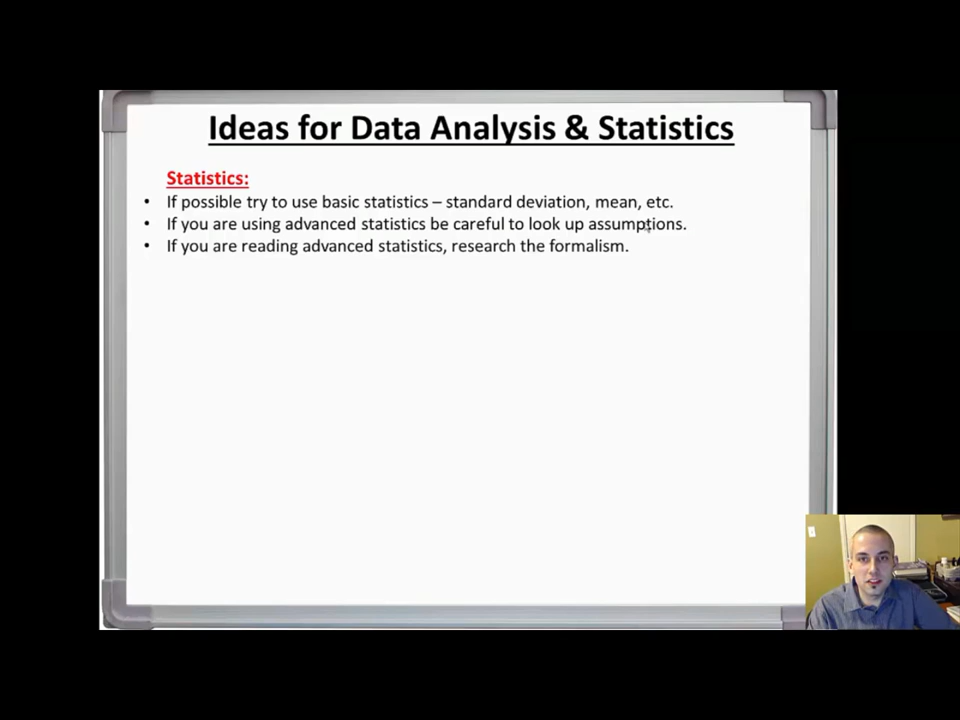 Ideas for Data Analysis & Statistics
Statistics:
• If possible try to use basic statistics – standard deviation, mean, etc.
• If you are using advanced statistics be careful to look up assumptions.
• If you are reading advanced statistics, research the formalism.